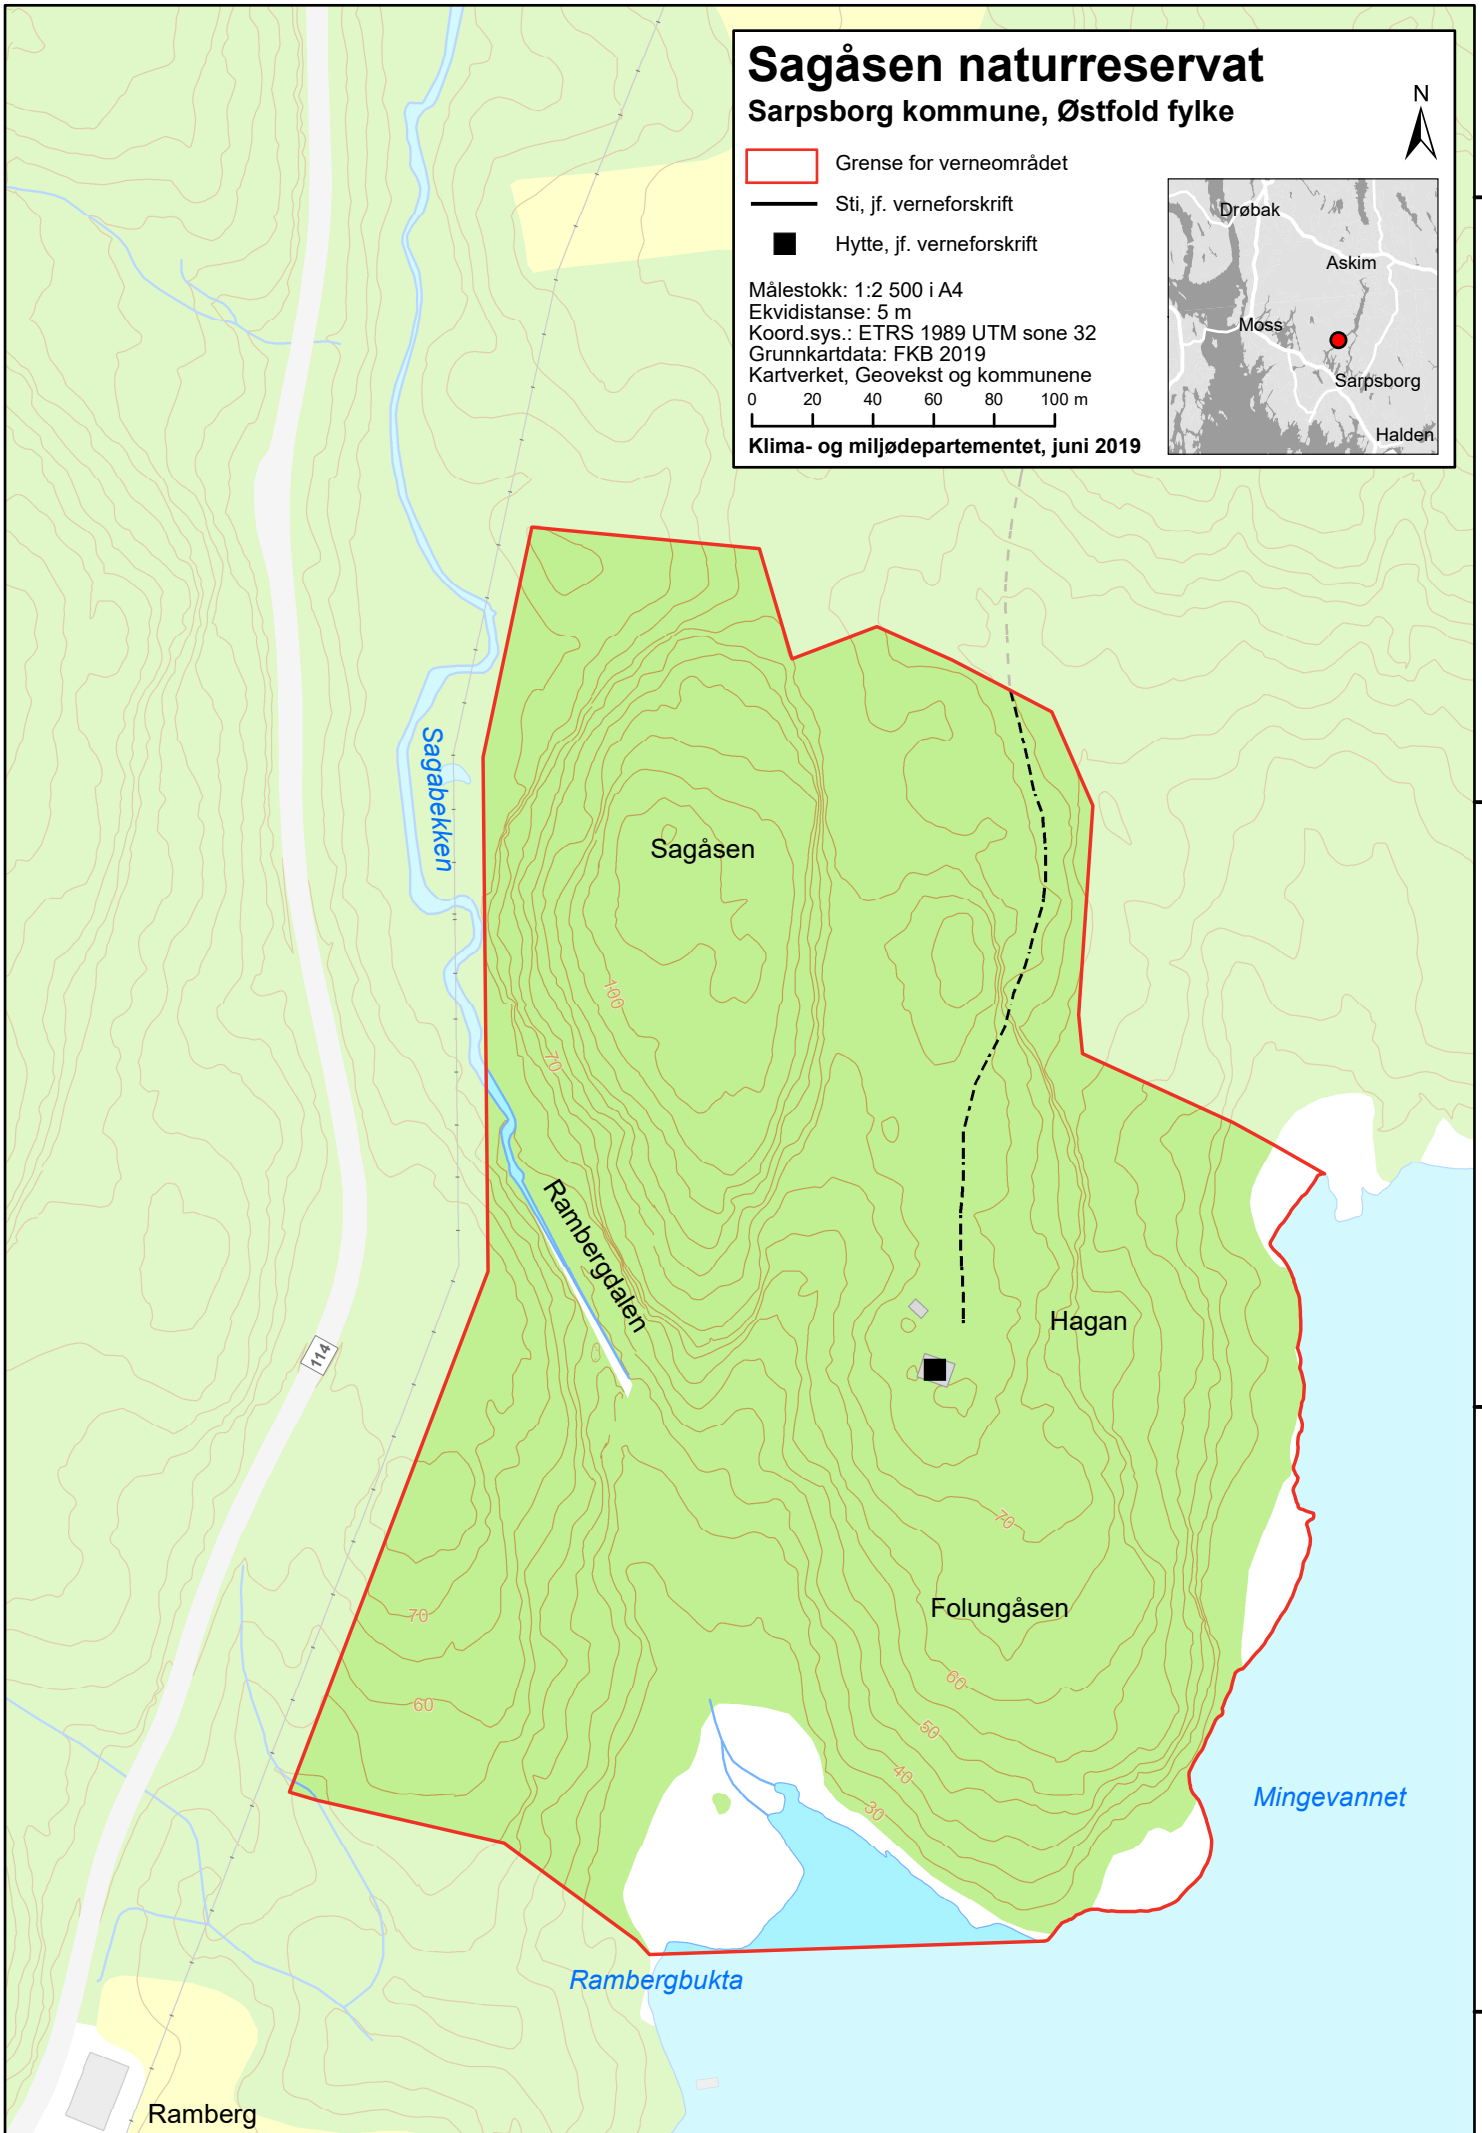 Sagåsen naturreservat
Sarpsborg kommune, Østfold fylke
N
Grense for verneområdet
Sti, jf. verneforskrift
Hytte, jf. verneforskrift
Målestokk: 1:2 500 i A4
Ekvidistanse: 5 m
Koord.sys.: ETRS 1989 UTM sone 32
Grunnkartdata: FKB 2019
Kartverket, Geovekst og kommunene
0 20 40 60 80 100 m
Klima- og miljødepartementet, juni 2019
Drøbak
Askim
Moss
Sarpsborg
Halden
Sagabekken
Sagåsen
100
70
Rambergdalen
Hagan
114
70
Folungåsen
70
60
60
50
40
30
Mingevannet
Rambergbukta
Ramberg